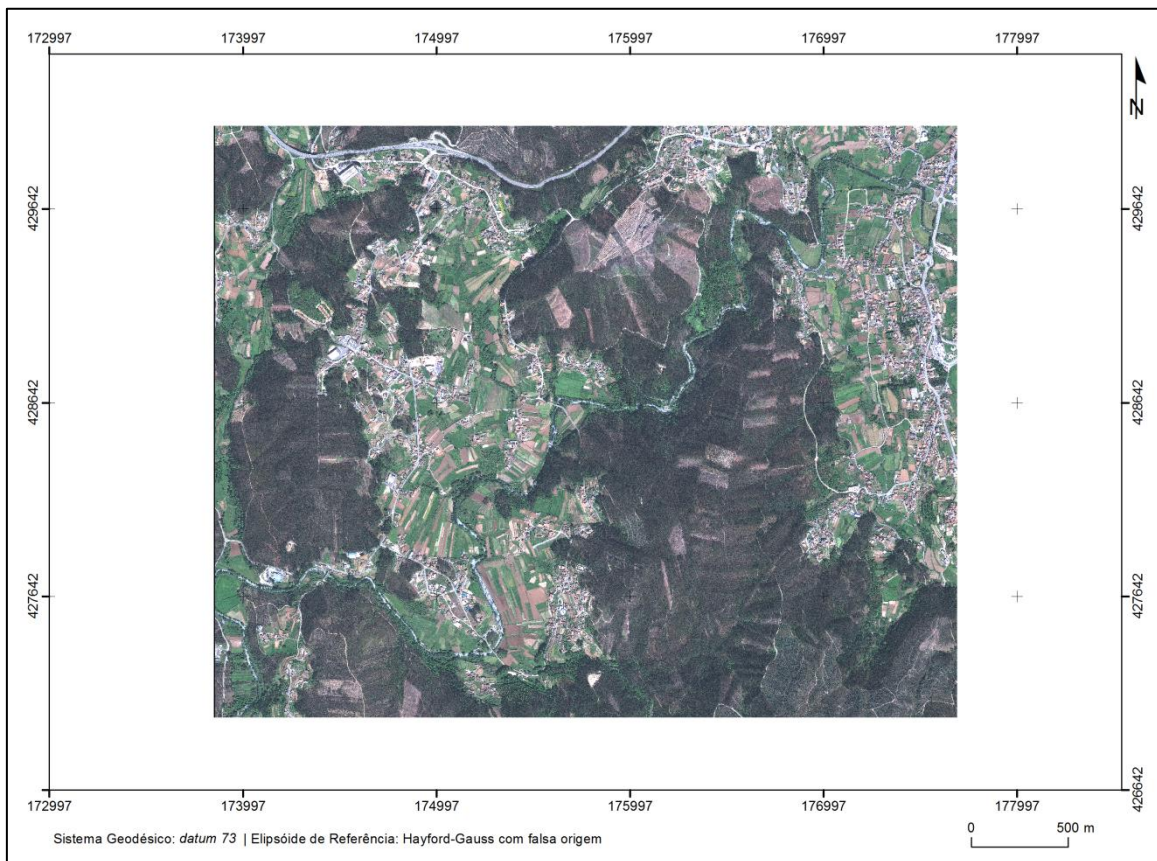 172997 173997 174997 175997 176997 177997
N
429642 429642
428642 428642
427642 427642
426642
172997 173997 174997 175997 176997 177997
Sistema Geodésico: datum 73 | Elipsóide de Referência: Hayford-Gauss com falsa origem
0 500 m